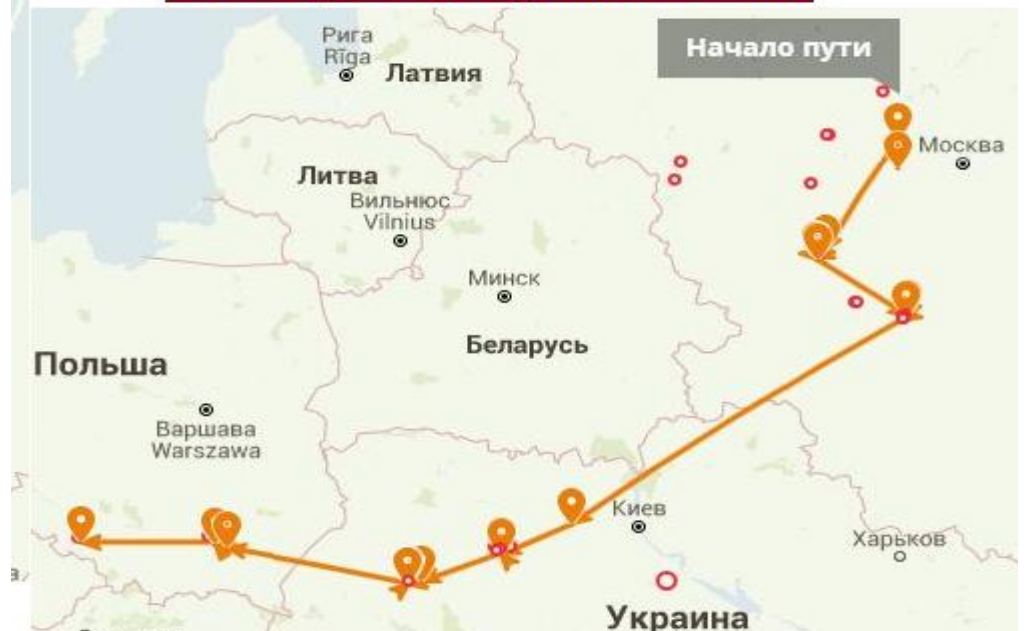 Начало пути
Рига
Rīga
Латвия
Москва
Литва
Вильнюс
Vilnius
Минск
Беларусь
Польша
Варшава
Warszawa
Киев
Харьков
Украина